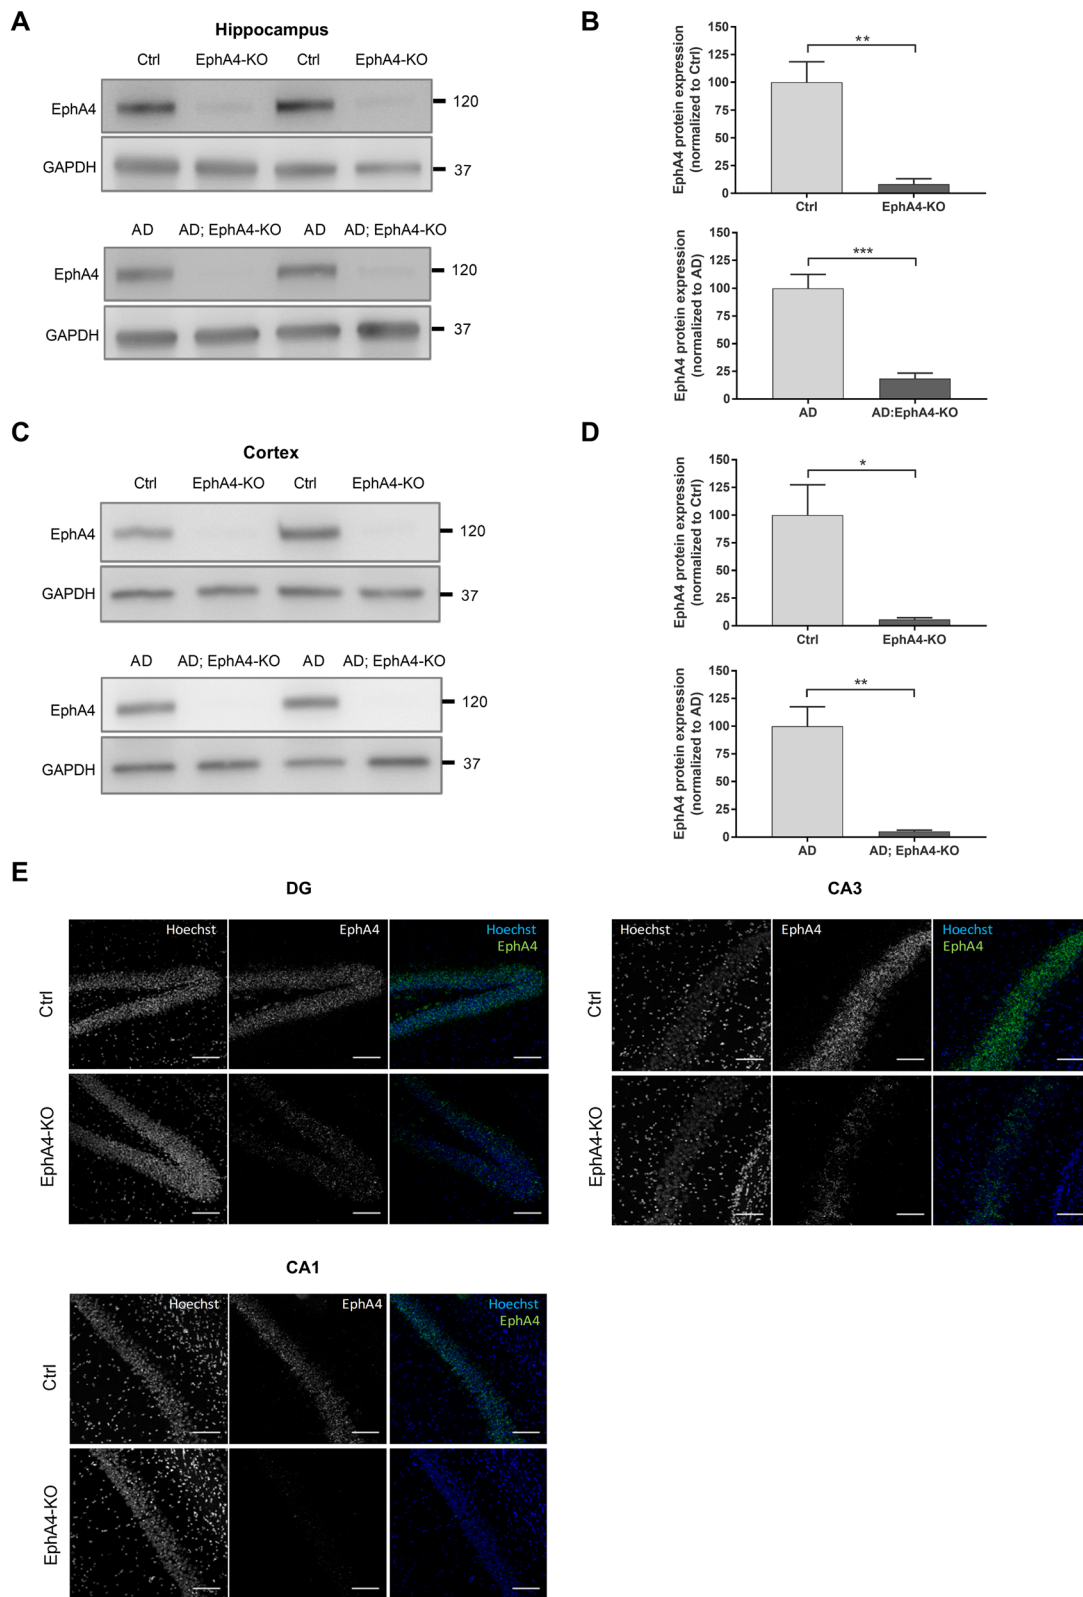 A
Hippocampus
Ctrl EphA4-KO Ctrl EphA4-KO
EphA4 120
GAPDH 37
AD AD; EphA4-KO AD AD; EphA4-KO
EphA4 120
GAPDH 37
B
EphA4 protein expression
(normalized to Ctrl)
150
125
100
75
50
25
0
**
Ctrl EphA4-KO
EphA4 protein expression
(normalized to AD)
150
125
100
75
50
25
0
***
AD AD:EphA4-KO
C
Cortex
Ctrl EphA4-KO Ctrl EphA4-KO
EphA4 120
GAPDH 37
AD AD; EphA4-KO AD AD; EphA4-KO
EphA4 120
GAPDH 37
D
EphA4 protein expression
(normalized to Ctrl)
150
125
100
75
50
25
0
*
Ctrl EphA4-KO
EphA4 protein expression
(normalized to AD)
150
125
100
75
50
25
0
**
AD AD; EphA4-KO
E
DG
Hoechst EphA4 Hoechst
EphA4
Ctrl
EphA4-KO
CA3
Hoechst EphA4 Hoechst
EphA4
Ctrl
EphA4-KO
CA1
Hoechst EphA4 Hoechst
EphA4
Ctrl
EphA4-KO